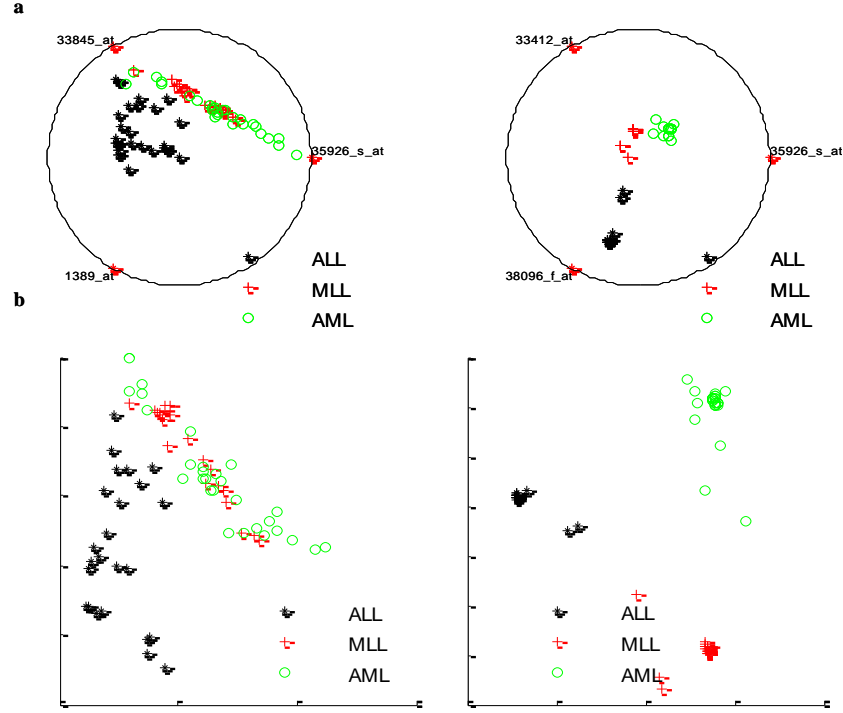 a
33845_at
35926_s_at
1389_at
ALL
MLL
AML
33412_at
35926_s_at
38096_f_at
ALL
MLL
AML
b
ALL
MLL
AML
ALL
MLL
AML